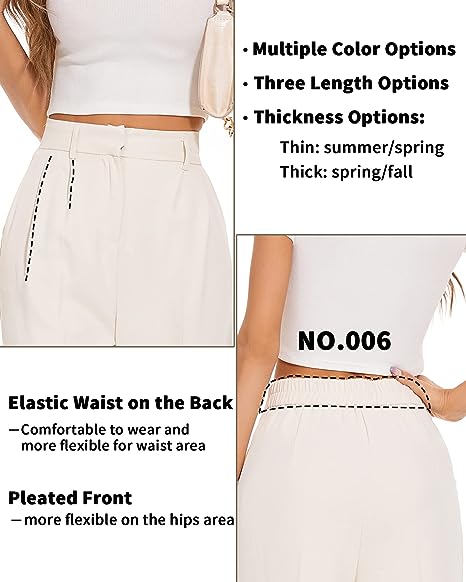 • Multiple Color Options
• Three Length Options
• Thickness Options:
Thin: summer/spring
Thick: spring/fall
NO.006
Elastic Waist on the Back
—Comfortable to wear and
more flexible for waist area
Pleated Front
—more flexible on the hips area